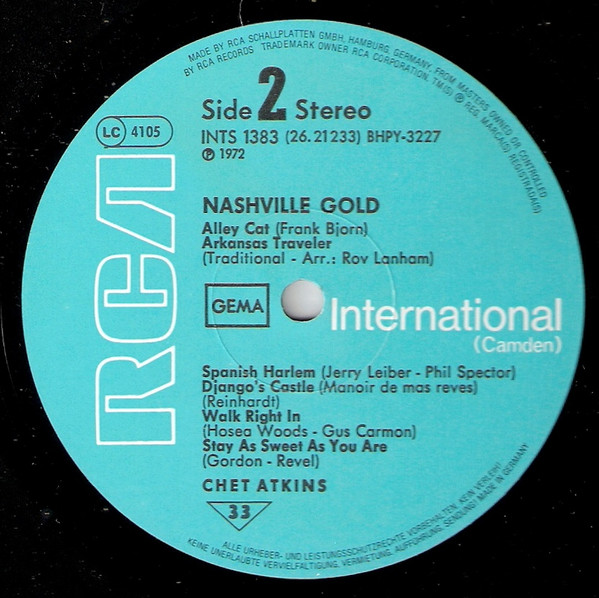 MADE BY RCA SCHALLPLATTEN GMBH, HAMBURG, GERMANY, FROM MASTERS OWNED OR CONTROLLED
BY RCA RECORDS TRADEMARK OWNER RCA CORPORATION, TM(S) ® REG. MARCA(S) REGISTRADA(S)
Side 2 Stereo
LC 4105
INTS 1383 (26.21233) BHPY-3227
℗ 1972
RCA
NASHVILLE GOLD
Alley Cat (Frank Bjorn)
Arkansas Traveler
(Traditional - Arr.: Rov Lanham)
GEMA
International
(Camden)
Spanish Harlem (Jerry Leiber - Phil Spector)
Django's Castle (Manoir de mas reves)
(Reinhardt)
Walk Right In
(Hosea Woods - Gus Carmon)
Stay As Sweet As You Are
(Gordon - Revel)
CHET ATKINS
33
ALLE URHEBER- UND LEISTUNGSSCHUTZRECHTE VORBEHALTEN. KEIN VERLEIH!
KEINE UNERLAUBTE VERVIELFÄLTIGUNG, VERMIETUNG, AUFFÜHRUNG, SENDUNG! MADE IN GERMANY